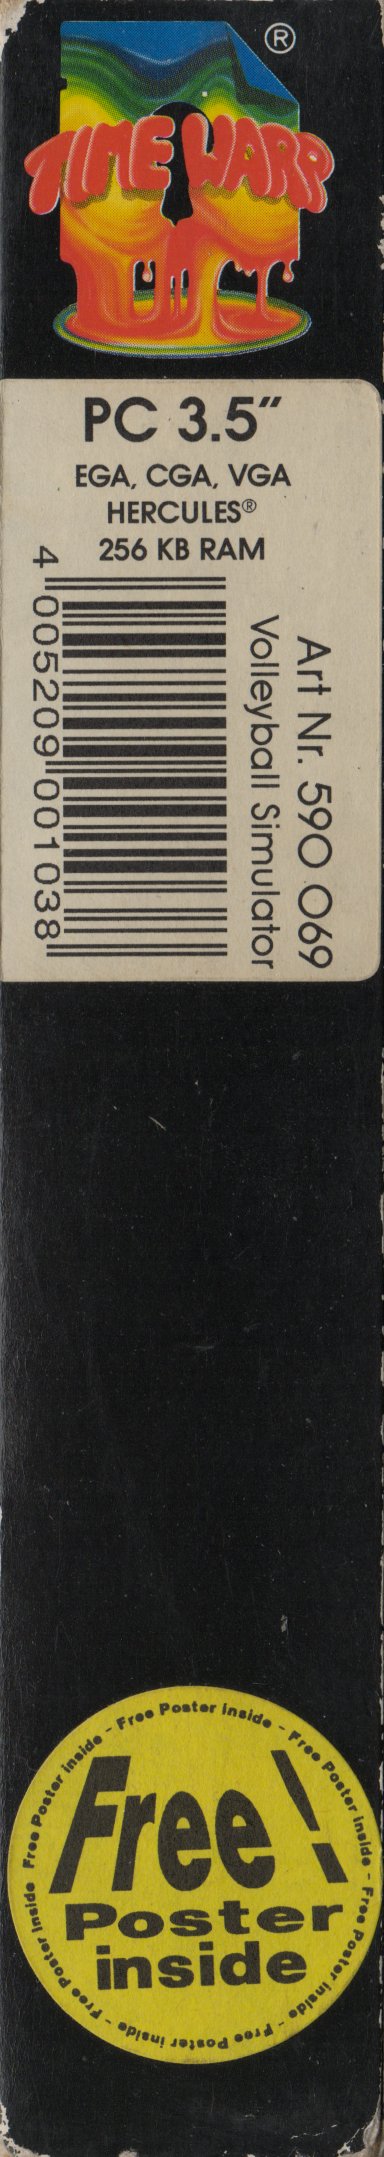 ®
TIME WARP
PC 3.5"
EGA, CGA, VGA
HERCULES®
256 KB RAM
4 005209 001038
Art Nr. 590 069
Volleyball Simulator
Free Poster inside - Free Poster inside - Free Poster inside - Free Poster inside - Free Poster inside -
Free!
Poster
inside